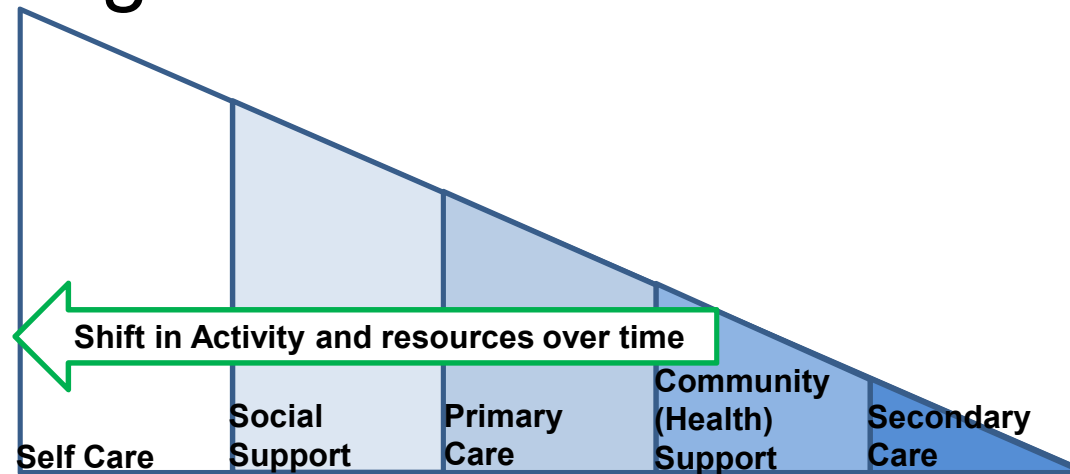 Shift in Activity and resources over time
Self Care
Social
Support
Primary
Care
Community
(Health)
Support
Secondary
Care